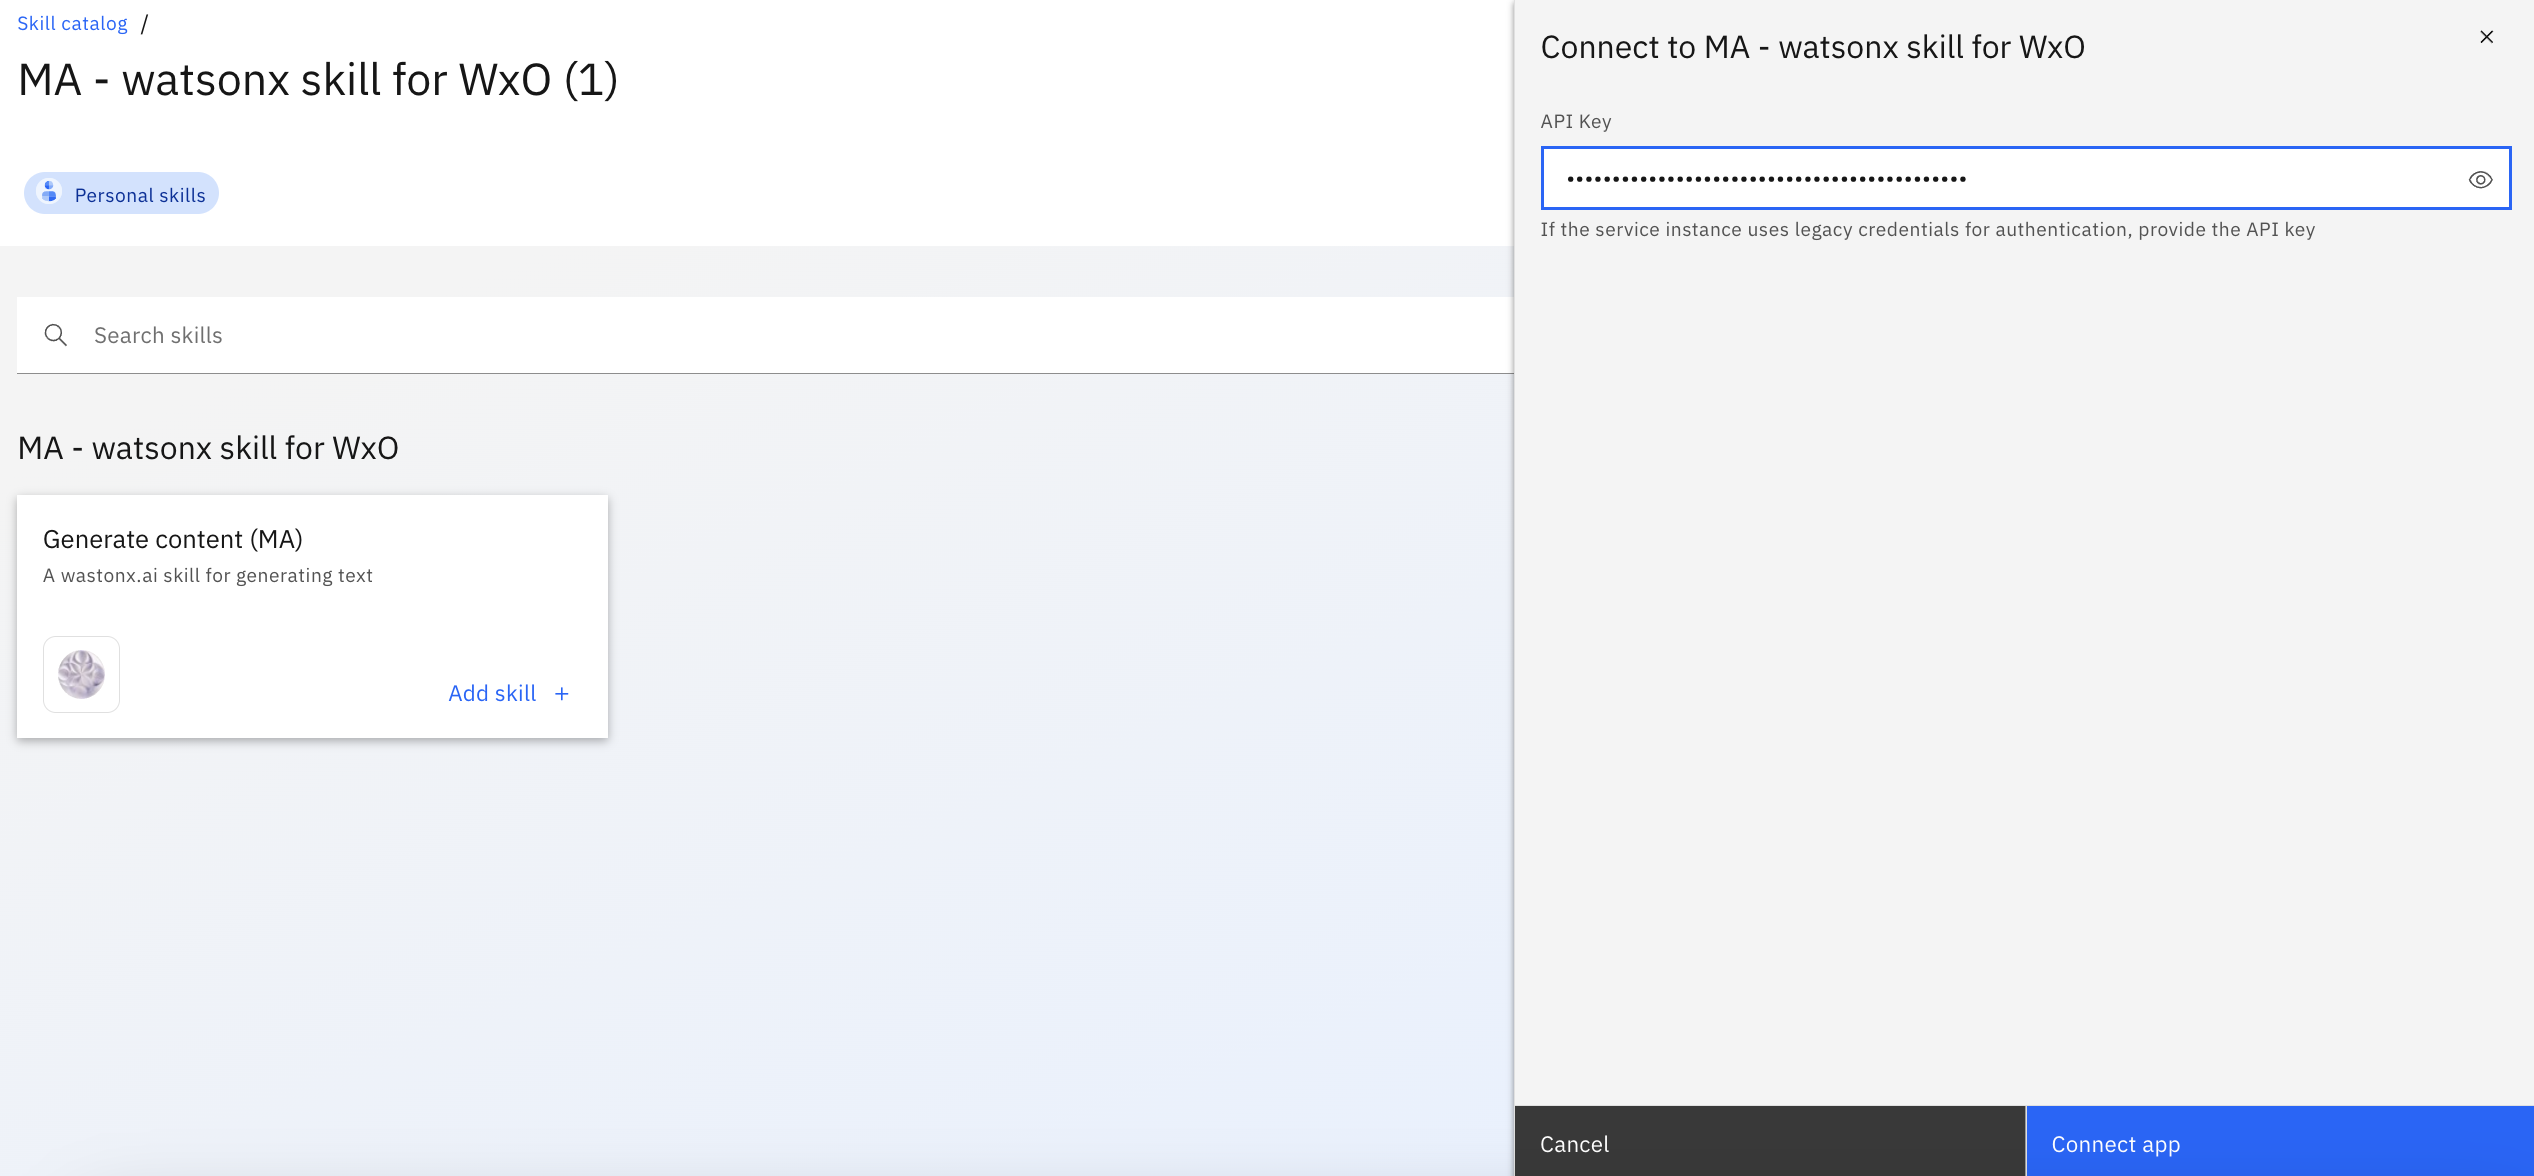 Skill catalog /
MA - watsonx skill for WxO (1)
Personal skills
Search skills
MA - watsonx skill for WxO
Generate content (MA)
A wastonx.ai skill for generating text
Add skill +
Connect to MA - watsonx skill for WxO
API Key
••••••••••••••••••••••••••••••••••••••••••••
If the service instance uses legacy credentials for authentication, provide the API key
Cancel
Connect app